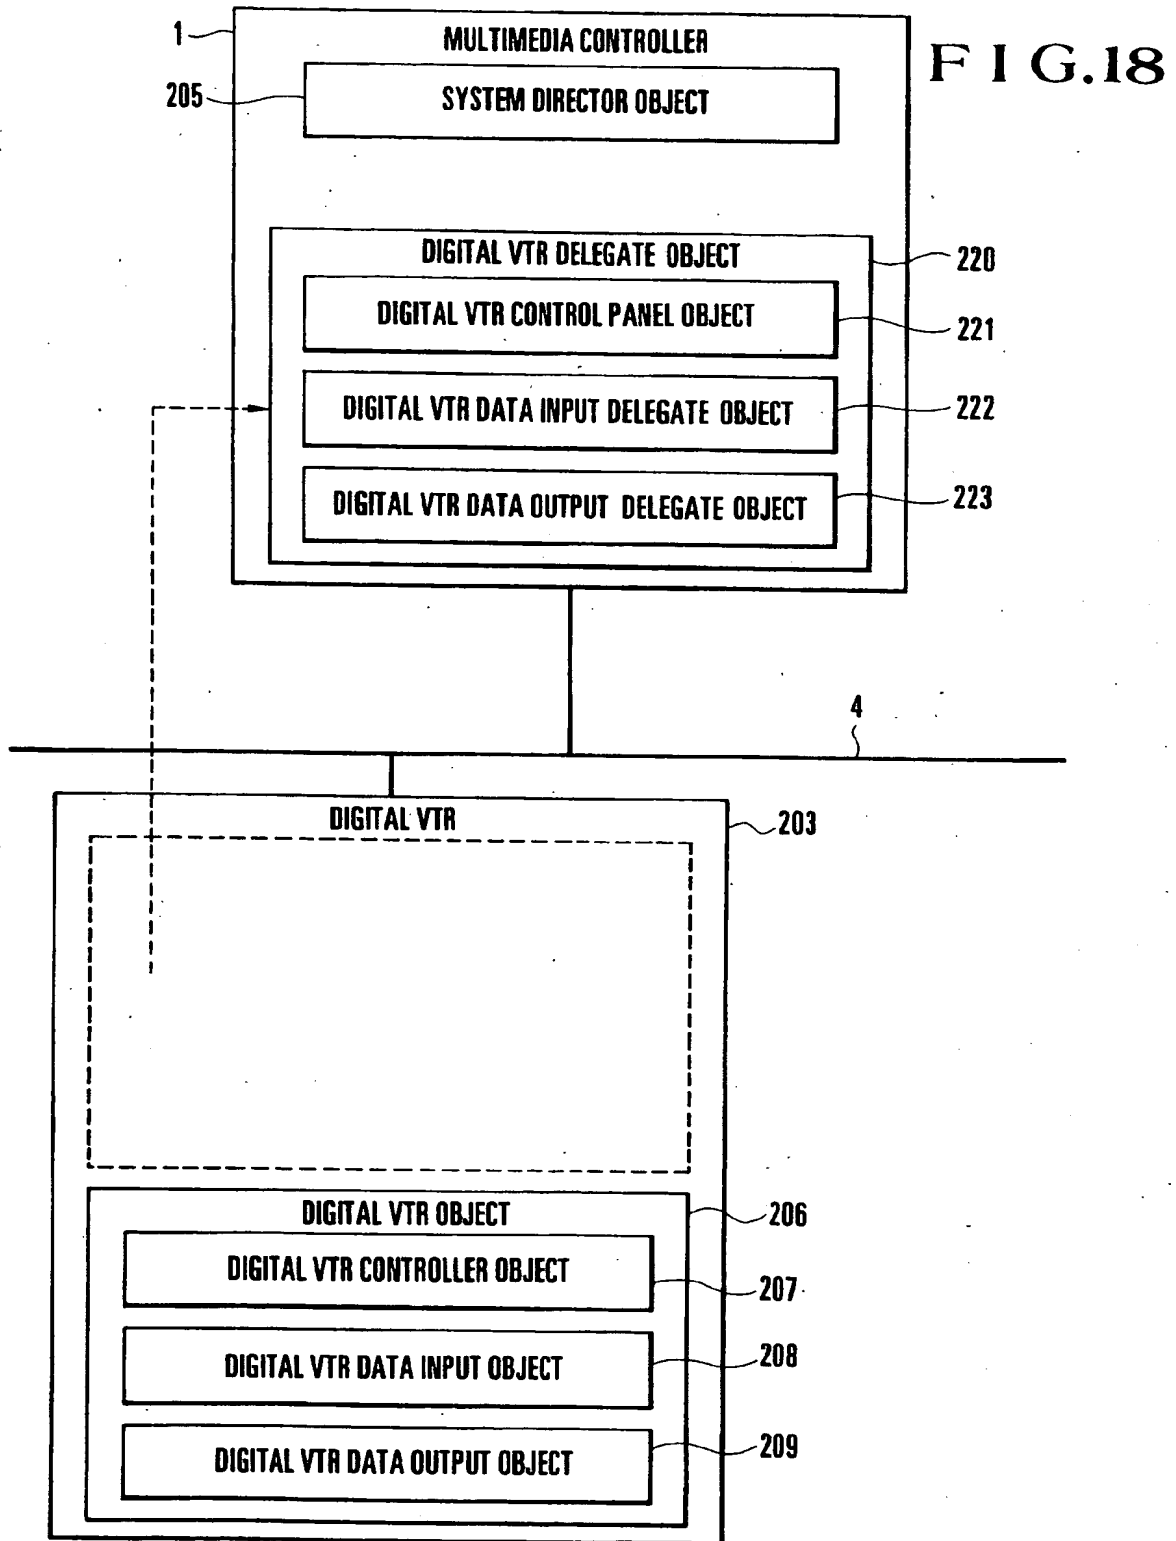 F I G.18
1
MULTIMEDIA CONTROLLER
205
SYSTEM DIRECTOR OBJECT
DIGITAL VTR DELEGATE OBJECT
220
DIGITAL VTR CONTROL PANEL OBJECT
221
DIGITAL VTR DATA INPUT DELEGATE OBJECT
222
DIGITAL VTR DATA OUTPUT DELEGATE OBJECT
223
4
DIGITAL VTR
203
DIGITAL VTR OBJECT
206
DIGITAL VTR CONTROLLER OBJECT
207
DIGITAL VTR DATA INPUT OBJECT
208
DIGITAL VTR DATA OUTPUT OBJECT
209